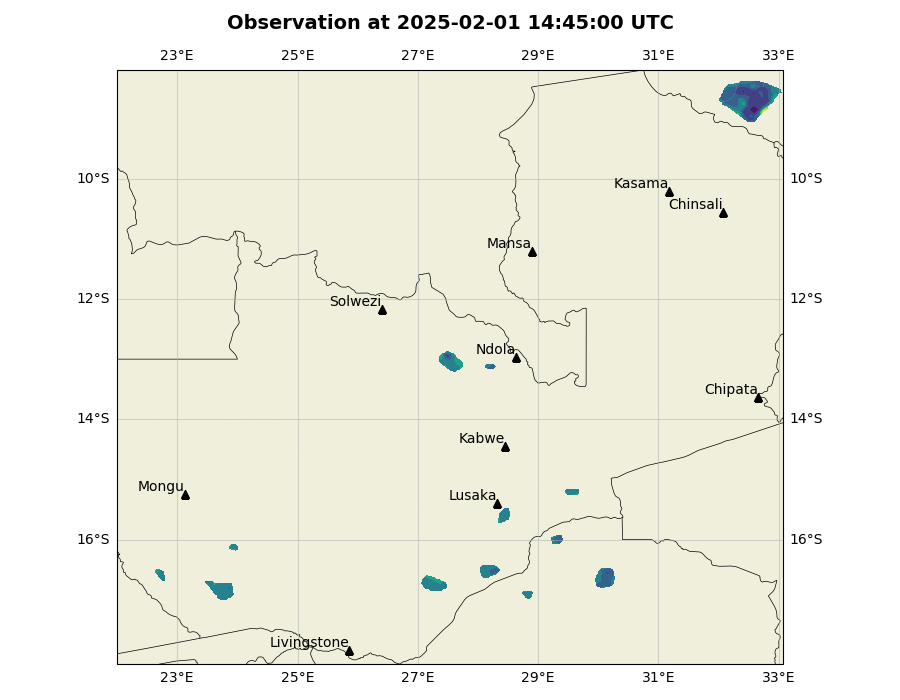 Observation at 2025-02-01 14:45:00 UTC
23°E 25°E 27°E 29°E 31°E 33°E
10°S 10°S
Kasama
Chinsali
Mansa
12°S 12°S
Solwezi
Ndola
Chipata
14°S 14°S
Kabwe
Mongu
Lusaka
16°S 16°S
Livingstone
23°E 25°E 27°E 29°E 31°E 33°E